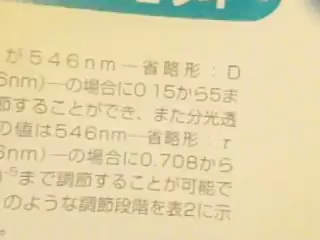 が546nm—省略形：D
6nm)—の場合に0.15から5ま
節することができ、また分光透
の値は546nm—省略形：τ
6nm)—の場合に0.708から
⁻⁵まで調節することが可能で
のような調節段階を表2に示